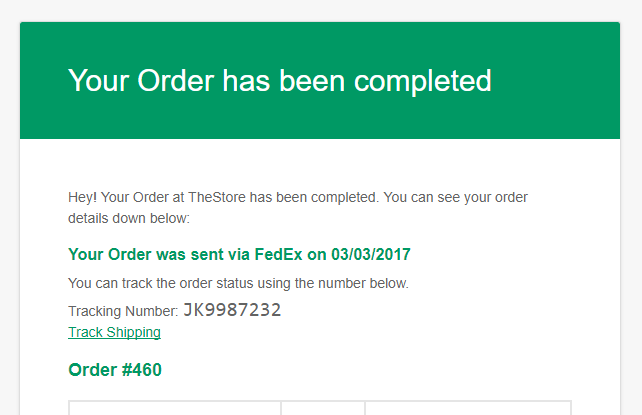 Your Order has been completed
Hey! Your Order at TheStore has been completed. You can see your order
details down below:
Your Order was sent via FedEx on 03/03/2017
You can track the order status using the number below.
Tracking Number: JK9987232
Track Shipping
Order #460